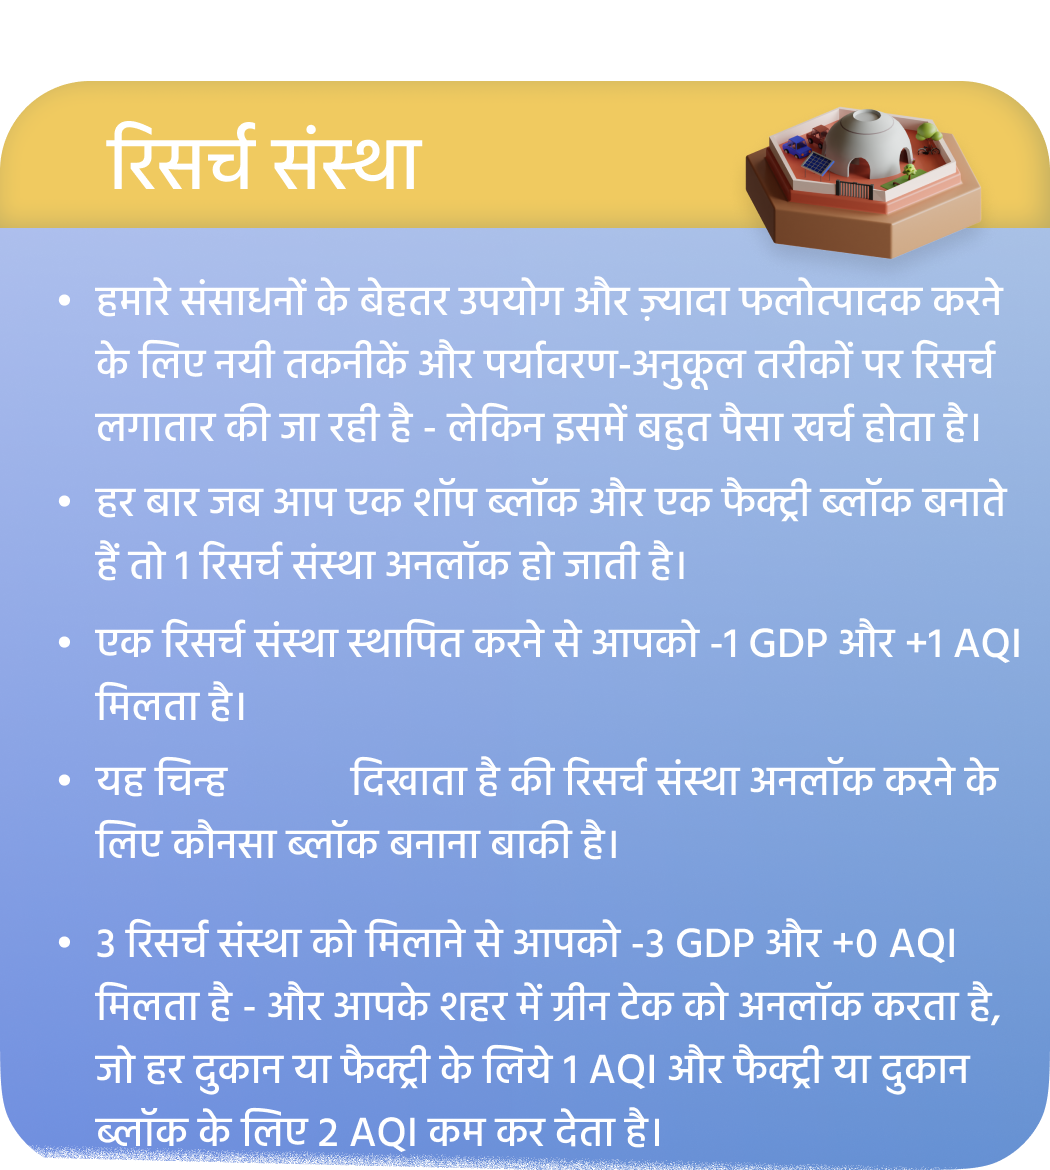 रिसर्च संस्था
• हमारे संसाधनों के बेहतर उपयोग और ज़्यादा फलोत्पादक करने
के लिए नयी तकनीकें और पर्यावरण-अनुकूल तरीकों पर रिसर्च
लगातार की जा रही है - लेकिन इसमें बहुत पैसा खर्च होता है।
• हर बार जब आप एक शॉप ब्लॉक और एक फैक्ट्री ब्लॉक बनाते
हैं तो 1 रिसर्च संस्था अनलॉक हो जाती है।
• एक रिसर्च संस्था स्थापित करने से आपको -1 GDP और +1 AQI
मिलता है।
• यह चिन्ह दिखाता है की रिसर्च संस्था अनलॉक करने के
लिए कौनसा ब्लॉक बनाना बाकी है।
• 3 रिसर्च संस्था को मिलाने से आपको -3 GDP और +0 AQI
मिलता है - और आपके शहर में ग्रीन टेक को अनलॉक करता है,
जो हर दुकान या फैक्ट्री के लिये 1 AQI और फैक्ट्री या दुकान
ब्लॉक के लिए 2 AQI कम कर देता है।